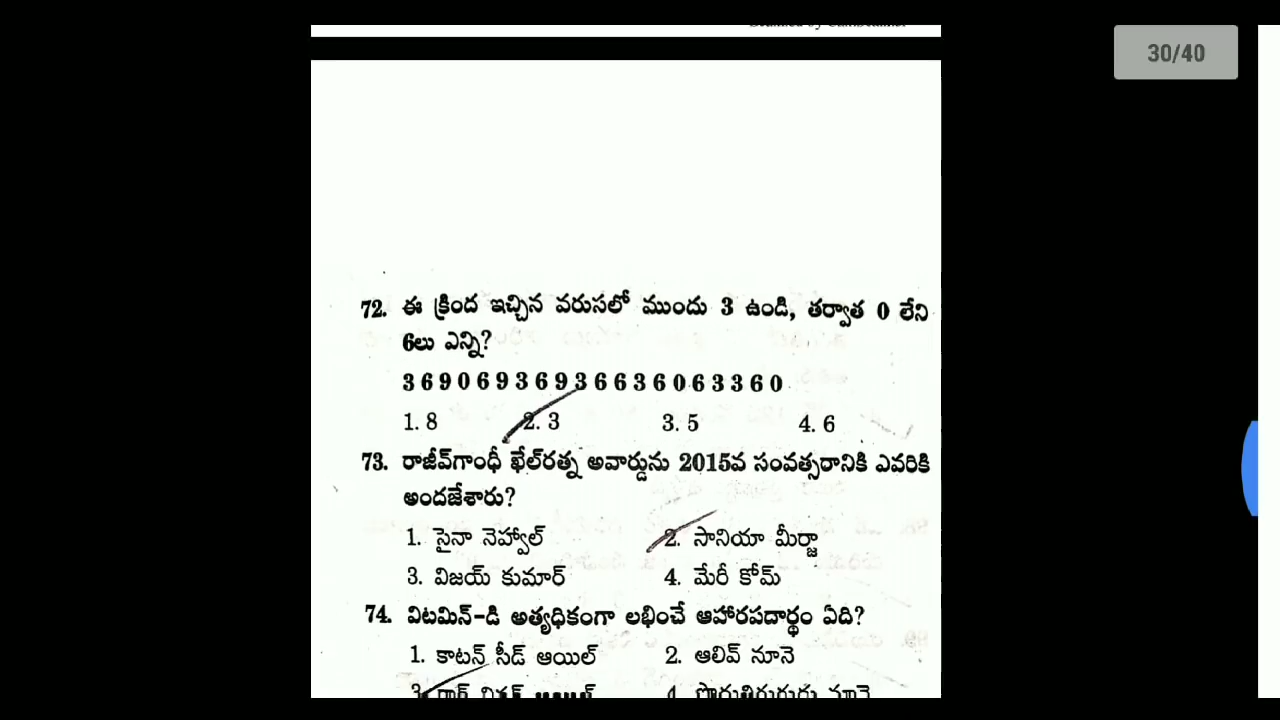 30/40
72. ఈ క్రింద ఇచ్చిన వరుసలో ముందు 3 ఉండి, తర్వాత 0 లేని
6లు ఎన్ని?
3 6 9 0 6 9 3 6 9 3 6 6 3 6 0 6 3 3 6 0
1. 8 2. 3 3. 5 4. 6
73. రాజీవ్‌గాంధీ ఖేల్‌రత్న అవార్డును 2015వ సంవత్సరానికి ఎవరికి
అందజేశారు?
1. సైనా నెహ్వాల్ 2. సానియా మీర్జా
3. విజయ్ కుమార్ 4. మేరీ కోమ్
74. విటమిన్-డి అత్యధికంగా లభించే ఆహారపదార్థం ఏది?
1. కాటన్ సీడ్ ఆయిల్ 2. ఆలివ్ నూనె